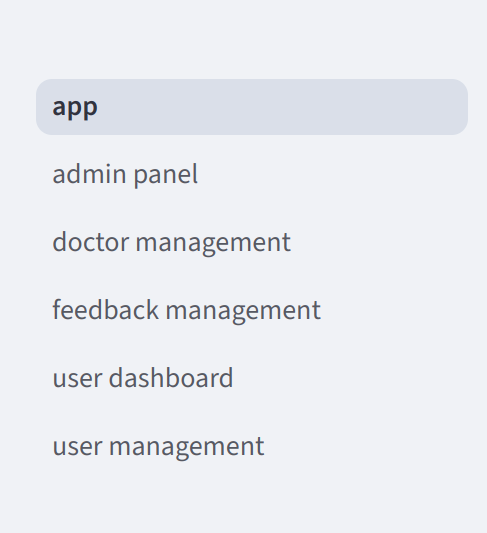 app
admin panel
doctor management
feedback management
user dashboard
user management